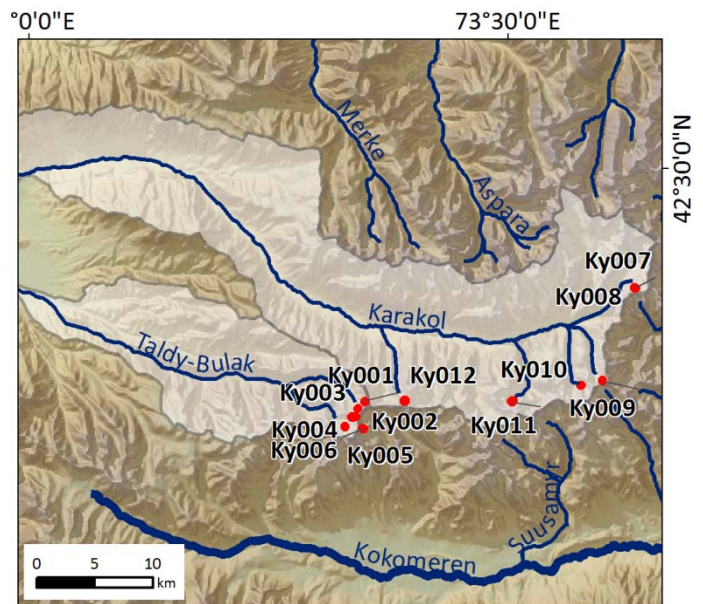 °0'0"E
73°30'0"E
42°30'0"N
Merke
Aspara
Ky007
Ky008
Karakol
Taldy-Bulak
Ky001
Ky012
Ky010
Ky003
Ky009
Ky004
Ky002
Ky011
Ky006
Ky005
Suusamyr
Kokomeren
0 5 10
km